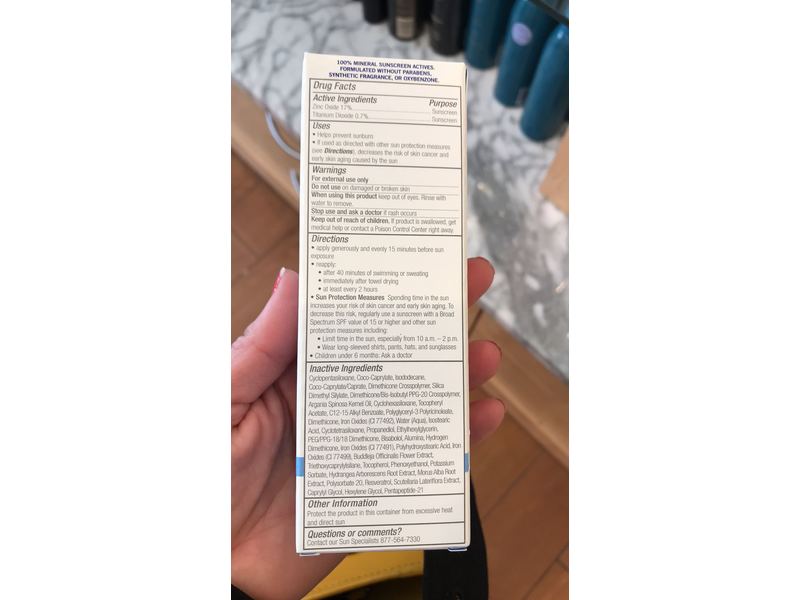 100% MINERAL SUNSCREEN ACTIVES.
FORMULATED WITHOUT PARABENS,
SYNTHETIC FRAGRANCE, OR OXYBENZONE.
Drug Facts
Active Ingredients Purpose
Zinc Oxide 17%......Sunscreen
Titanium Dioxide 0.7%......Sunscreen
Uses
• Helps prevent sunburn
• If used as directed with other sun protection measures
(see Directions), decreases the risk of skin cancer and
early skin aging caused by the sun
Warnings
For external use only
Do not use on damaged or broken skin
When using this product keep out of eyes. Rinse with
water to remove.
Stop use and ask a doctor if rash occurs
Keep out of reach of children. If product is swallowed, get
medical help or contact a Poison Control Center right away.
Directions
• apply generously and evenly 15 minutes before sun
exposure
• reapply:
• after 40 minutes of swimming or sweating
• immediately after towel drying
• at least every 2 hours
• Sun Protection Measures Spending time in the sun
increases your risk of skin cancer and early skin aging. To
decrease this risk, regularly use a sunscreen with a Broad
Spectrum SPF value of 15 or higher and other sun
protection measures including:
• Limit time in the sun, especially from 10 a.m. – 2 p.m.
• Wear long-sleeved shirts, pants, hats, and sunglasses
• Children under 6 months: Ask a doctor
Inactive Ingredients
Cyclopentasiloxane, Coco-Caprylate, Isododecane,
Coco-Caprylate/Caprate, Dimethicone Crosspolymer, Silica
Dimethyl Silylate, Dimethicone/Bis-Isobutyl PPG-20 Crosspolymer,
Argania Spinosa Kernel Oil, Cyclohexasiloxane, Tocopheryl
Acetate, C12-15 Alkyl Benzoate, Polyglyceryl-3 Polyricinoleate,
Dimethicone, Iron Oxides (CI 77492), Water (Aqua), Isostearic
Acid, Cyclotetrasiloxane, Propanediol, Ethylhexylglycerin,
PEG/PPG-18/18 Dimethicone, Bisabolol, Alumina, Hydrogen
Dimethicone, Iron Oxides (CI 77491), Polyhydroxystearic Acid, Iron
Oxides (CI 77499), Buddleja Officinalis Flower Extract,
Triethoxycaprylylsilane, Tocopherol, Phenoxyethanol, Potassium
Sorbate, Hydrangea Arborescens Root Extract, Morus Alba Root
Extract, Polysorbate 20, Resveratrol, Scutellaria Lateriflora Extract,
Caprylyl Glycol, Hexylene Glycol, Pentapeptide-21
Other Information
Protect the product in this container from excessive heat
and direct sun
Questions or comments?
Contact our Sun Specialists 877-564-7330